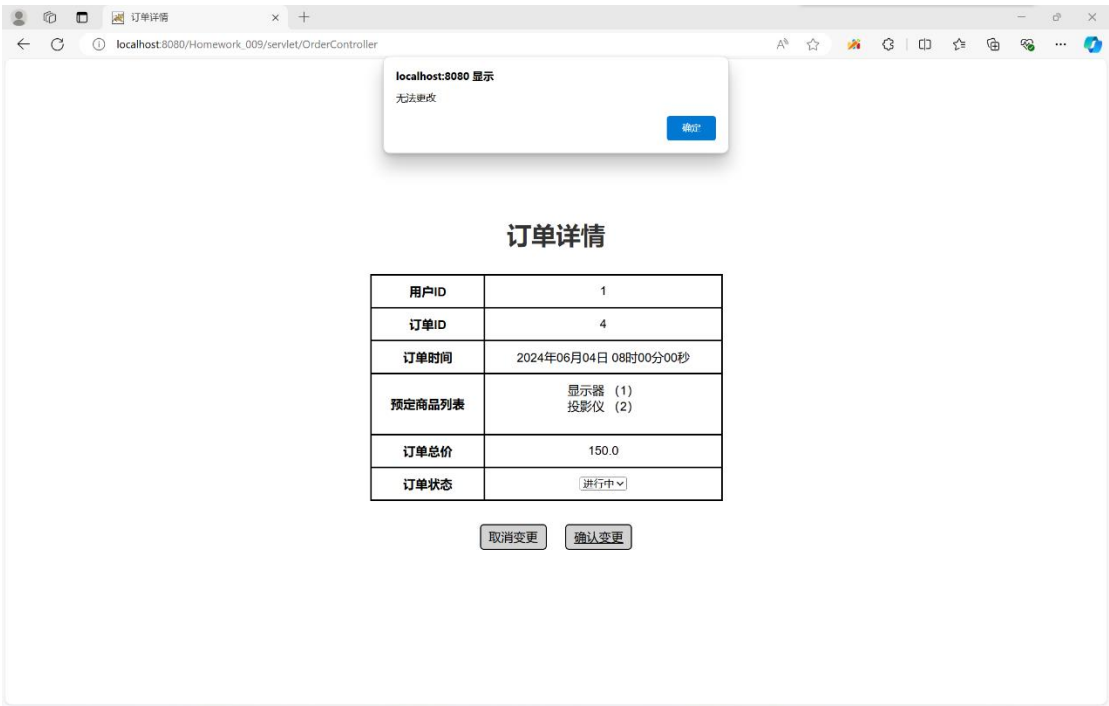 订单详情
localhost:8080/Homework_009/servlet/OrderController
localhost:8080 显示
无法更改
确定
订单详情
用户ID 1
订单ID 4
订单时间 2024年06月04日 08时00分00秒
预定商品列表 显示器 (1)
投影仪 (2)
订单总价 150.0
订单状态 进行中
取消变更 确认变更